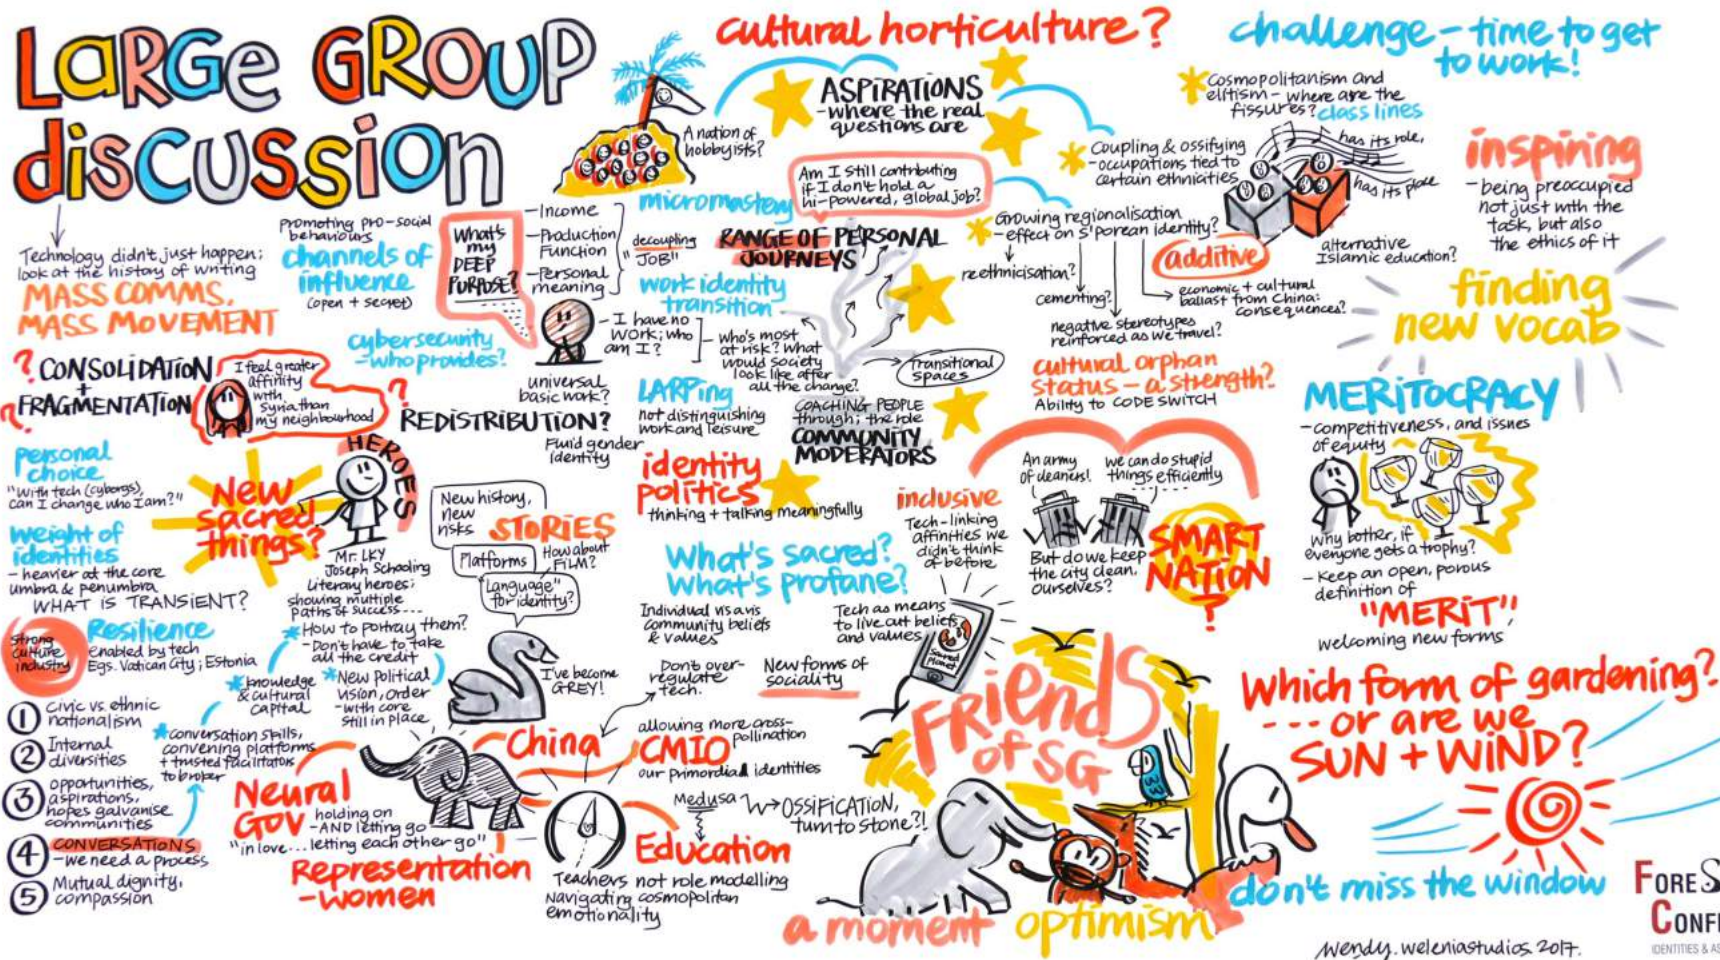 LARGE GROUP
discussion
Technology didn't just happen;
look at the history of writing
MASS COMMS,
MASS MOVEMENT
promoting pro-social
behaviours
channels of
influence
(open + secret)
cybersecurity
- who provides?
? CONSOLIDATION
+
? FRAGMENTATION
I feel greater
affinity
with
Syria than
my neighbourhood
? REDISTRIBUTION?
personal
choice
"With tech (cyborgs),
can I change who I am?"
weight of
identities
- heavier at the core
umbra & penumbra
WHAT IS TRANSIENT?
strong
culture
industry
Resilience
enabled by tech
Egs. Vatican City; Estonia
1 Civic vs. ethnic
nationalism
2 Internal
diversities
3 opportunities,
aspirations,
hopes galvanise
communities
4 CONVERSATIONS
- we need a process
5 Mutual dignity,
compassion
New
sacred
things?
HEROES
Mr. LKY
Joseph Schooling
Literary heroes;
showing multiple
paths of success....
* How to portray them?
- Don't have to take
all the credit
* New political
vision, order
- with core
still in place
* knowledge
& cultural
capital
* conversation skills,
convening platforms
+ trusted facilitators
to broker
A nation of
hobbyists?
What's
my
DEEP
PURPOSE?
- Income
- Production
Function
- Personal
meaning
decoupling
"JOB"
- I have no
work; who
am I?
- who's most
at risk? What
would society
look like after
all the change?
universal
basic work?
Fluid gender
identity
micromastery
work identity
transition
LARPing
not distinguishing
work and leisure
identity
politics
thinking + talking meaningfully
New history,
new
risks
STORIES
Platforms
How about
FILM?
"Language"
for identity?
I've become
GREY!
What's sacred?
What's profane?
Individual vis a vis
community beliefs
& values
Tech as means
to live out beliefs
and values
Don't over-
regulate
tech.
New forms of
sociality
China
allowing more cross-
pollination
CMIO
our primordial identities
Medusa → OSSIFICATION,
turn to stone?!
Neural
GOV
holding on
- AND letting go
"in love... letting each other go"
Representation
- women
Education
Teachers not role modelling
Navigating cosmopolitan
emotionality
cultural horticulture?
ASPIRATIONS
- where the real
questions are
Am I still contributing
if I don't hold a
hi-powered, global job?
RANGE OF PERSONAL
JOURNEYS
Transitional
spaces
COACHING PEOPLE
through; the role
COMMUNITY
MODERATORS
challenge - time to get
to work!
* Cosmopolitanism and
elitism - where are the
fissures? class lines
* Coupling & ossifying
- occupations tied to
certain ethnicities
has its role,
has its place
* Growing regionalisation
- effect on S'porean identity?
reethnicisation?
cementing?
negative stereotypes
reinforced as we travel?
additive
economic + cultural
ballast from China:
consequences?
alternative
Islamic education?
inspiring
- being preoccupied
not just with the
task, but also
the ethics of it
finding
new vocab
cultural orphan
status - a strength?
Ability to CODE SWITCH
inclusive
Tech-linking
affinities we
didn't think
of before
Sacred
Planet
An army
of cleaners!
we can do stupid
things efficiently
But do we keep
the city clean,
ourselves?
SMART
NATION
?
MERITOCRACY
- competitiveness, and issues
of equity
Why bother, if
everyone gets a trophy?
- Keep an open, porous
definition of
"MERIT",
welcoming new forms
Friends
of SG
a moment
optimism
Which form of gardening?
--- or are we
SUN + WIND?
don't miss the window
wendy.weleniastudios.2017.
FORES
CONF
IDENTITIES & AS